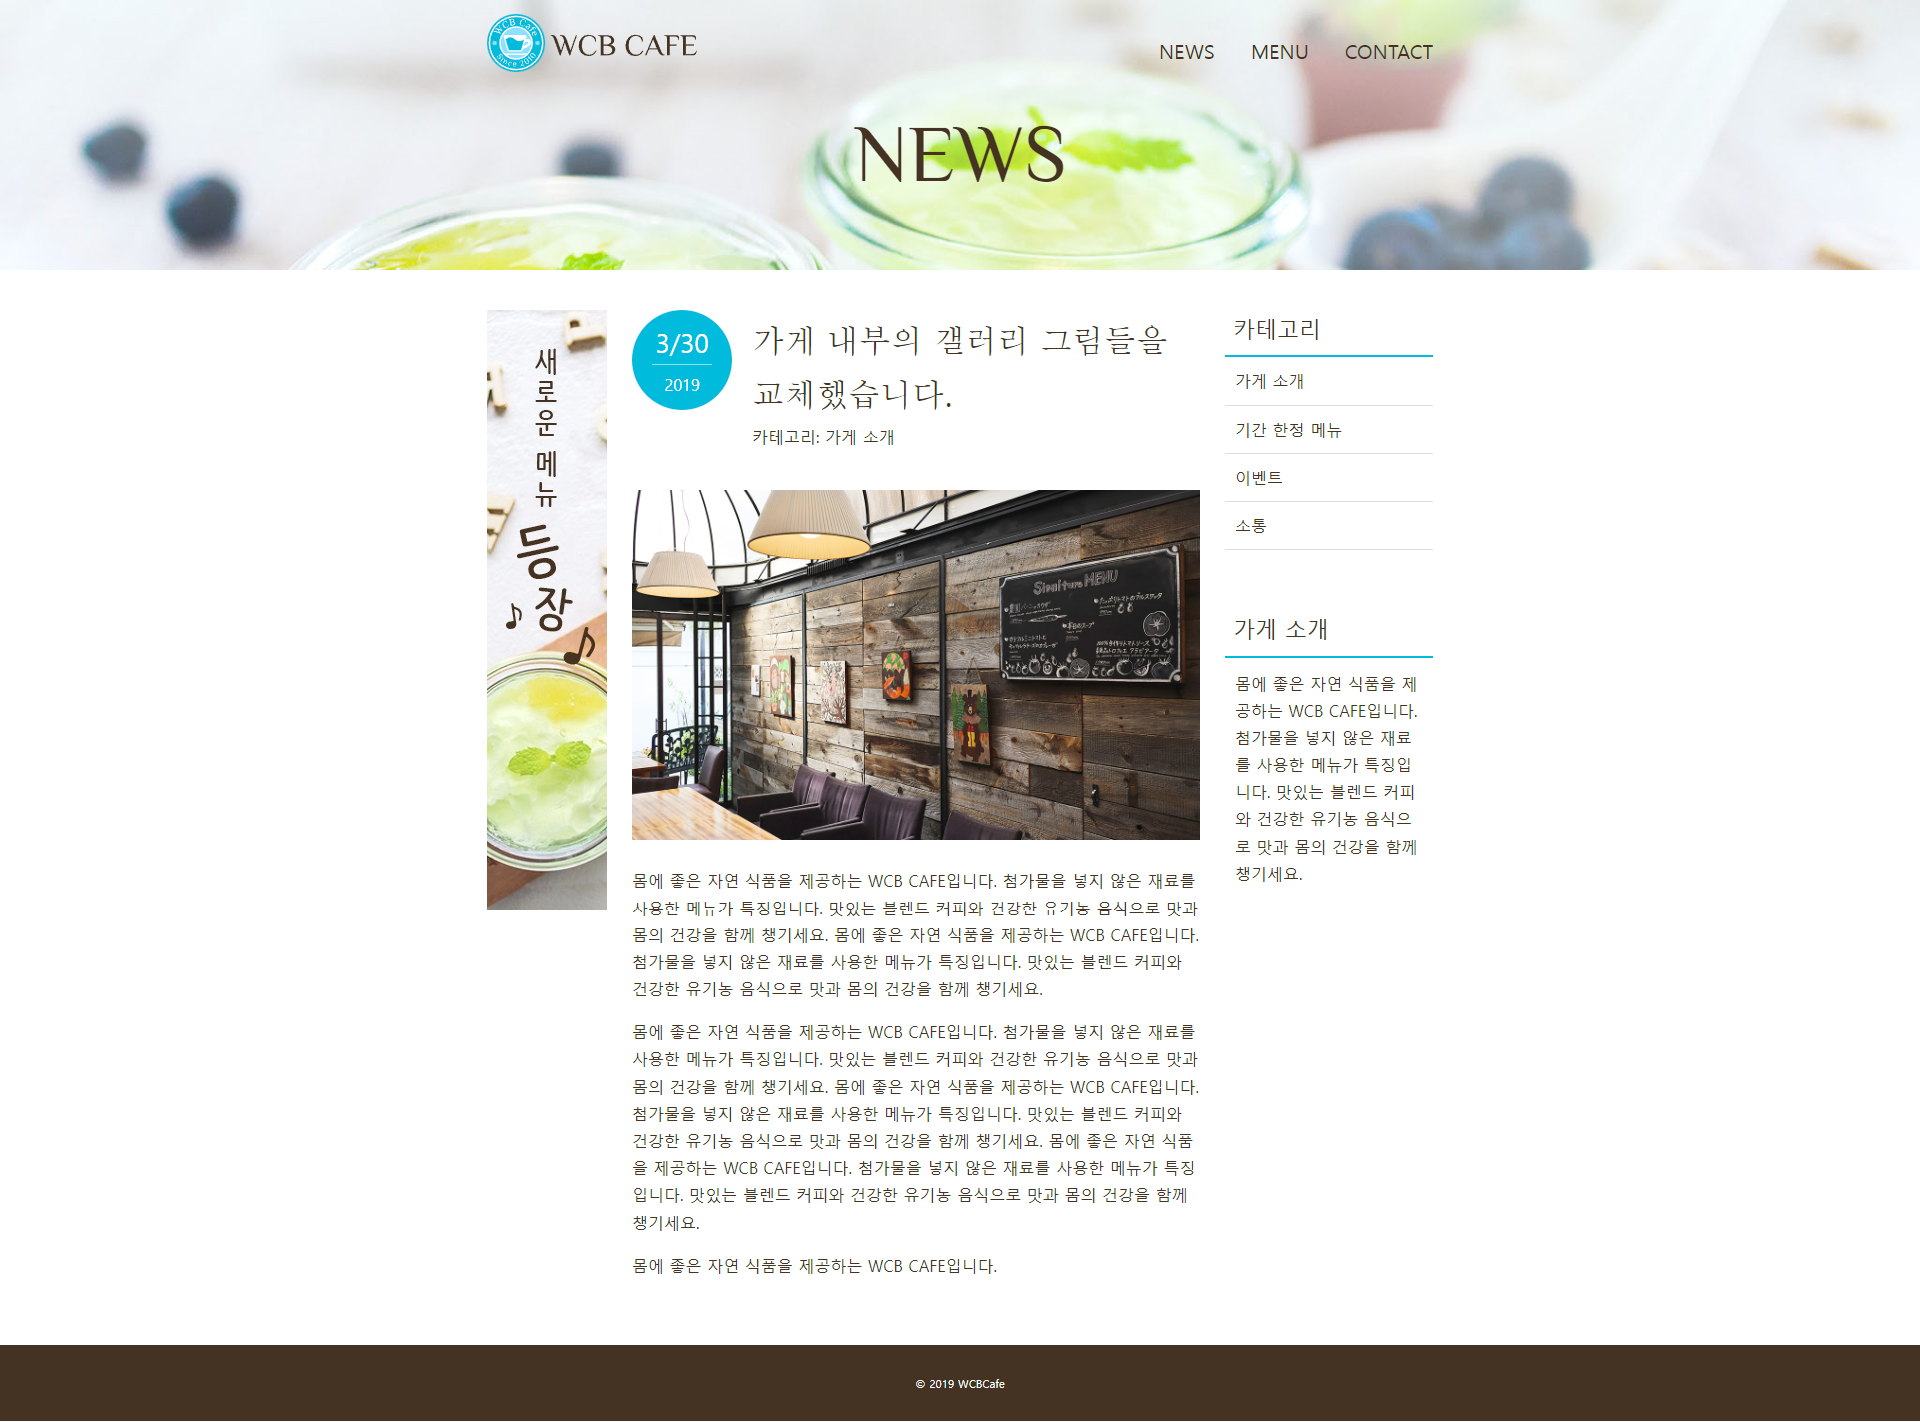 WCB Cafe
Since 2010
WCB CAFE
NEWS
MENU
CONTACT
NEWS
새로운 메뉴
등장
3/30
2019
가게 내부의 갤러리 그림들을
교체했습니다.
카테고리: 가게 소개
MENU
몸에 좋은 자연 식품을 제공하는 WCB CAFE입니다. 첨가물을 넣지 않은 재료를
사용한 메뉴가 특징입니다. 맛있는 블렌드 커피와 건강한 유기농 음식으로 맛과
몸의 건강을 함께 챙기세요. 몸에 좋은 자연 식품을 제공하는 WCB CAFE입니다.
첨가물을 넣지 않은 재료를 사용한 메뉴가 특징입니다. 맛있는 블렌드 커피와
건강한 유기농 음식으로 맛과 몸의 건강을 함께 챙기세요.
몸에 좋은 자연 식품을 제공하는 WCB CAFE입니다. 첨가물을 넣지 않은 재료를
사용한 메뉴가 특징입니다. 맛있는 블렌드 커피와 건강한 유기농 음식으로 맛과
몸의 건강을 함께 챙기세요. 몸에 좋은 자연 식품을 제공하는 WCB CAFE입니다.
첨가물을 넣지 않은 재료를 사용한 메뉴가 특징입니다. 맛있는 블렌드 커피와
건강한 유기농 음식으로 맛과 몸의 건강을 함께 챙기세요. 몸에 좋은 자연 식품
을 제공하는 WCB CAFE입니다. 첨가물을 넣지 않은 재료를 사용한 메뉴가 특징
입니다. 맛있는 블렌드 커피와 건강한 유기농 음식으로 맛과 몸의 건강을 함께
챙기세요.
몸에 좋은 자연 식품을 제공하는 WCB CAFE입니다.
카테고리
가게 소개
기간 한정 메뉴
이벤트
소통
가게 소개
몸에 좋은 자연 식품을 제
공하는 WCB CAFE입니다.
첨가물을 넣지 않은 재료
를 사용한 메뉴가 특징입
니다. 맛있는 블렌드 커피
와 건강한 유기농 음식으
로 맛과 몸의 건강을 함께
챙기세요.
© 2019 WCBCafe